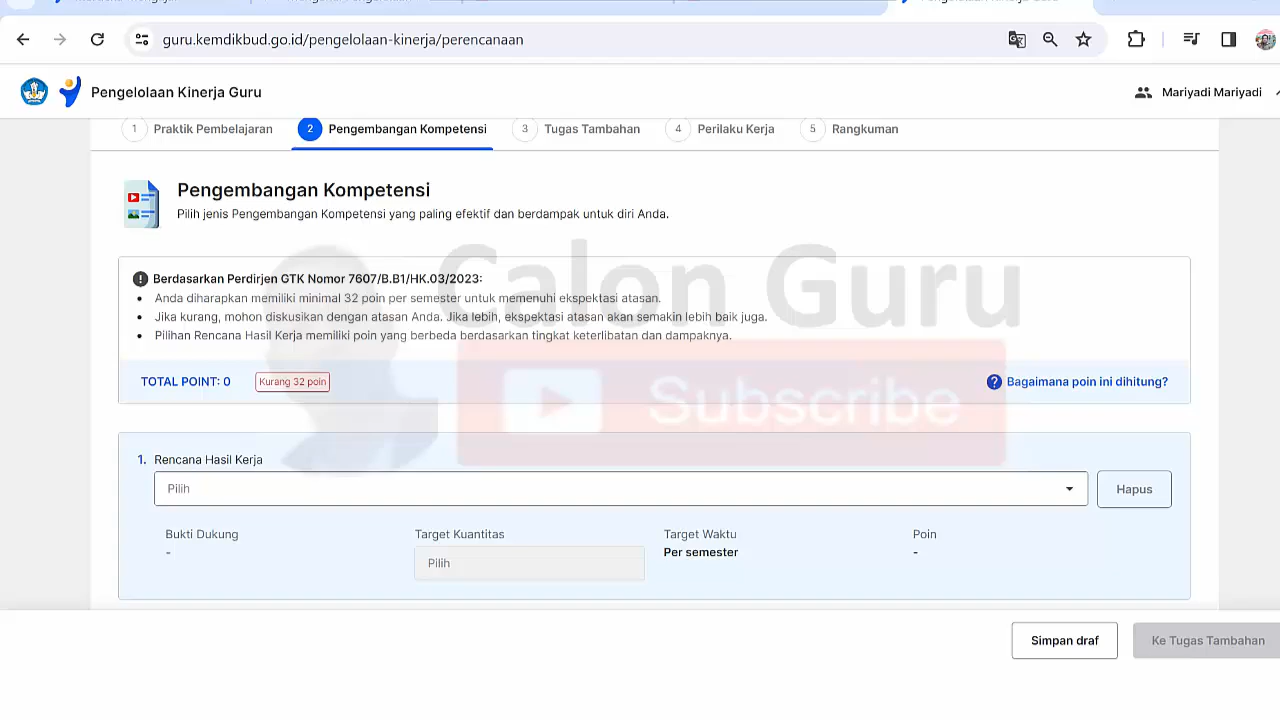 guru.kemdikbud.go.id/pengelolaan-kinerja/perencanaan
Pengelolaan Kinerja Guru
Mariyadi Mariyadi
1 Praktik Pembelajaran
2 Pengembangan Kompetensi
3 Tugas Tambahan
4 Perilaku Kerja
5 Rangkuman
Pengembangan Kompetensi
Pilih jenis Pengembangan Kompetensi yang paling efektif dan berdampak untuk diri Anda.
Calon Guru
Berdasarkan Perdirjen GTK Nomor 7607/B.B1/HK.03/2023:
• Anda diharapkan memiliki minimal 32 poin per semester untuk memenuhi ekspektasi atasan.
• Jika kurang, mohon diskusikan dengan atasan Anda. Jika lebih, ekspektasi atasan akan semakin lebih baik juga.
• Pilihan Rencana Hasil Kerja memiliki poin yang berbeda berdasarkan tingkat keterlibatan dan dampaknya.
TOTAL POINT: 0
Kurang 32 poin
Bagaimana poin ini dihitung?
Subscribe
1. Rencana Hasil Kerja
Pilih
Hapus
Bukti Dukung
-
Target Kuantitas
Pilih
Target Waktu
Per semester
Poin
-
Simpan draf
Ke Tugas Tambahan